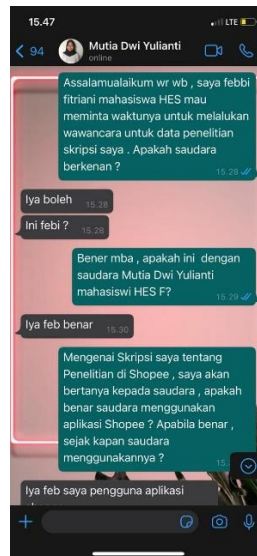 15.47
LTE
94
Mutia Dwi Yulianti
online
Assalamualaikum wr wb , saya febbi
fitriani mahasiswa HES mau
meminta waktunya untuk melalukan
wawancara untuk data penelitian
skripsi saya . Apakah saudara
berkenan ?
15.28
Iya boleh
15.28
Ini febi ?
15.28
Bener mba , apakah ini dengan
saudara Mutia Dwi Yulianti
mahasiswi HES F?
15.29
Iya feb benar
15.30
Mengenai Skripsi saya tentang
Penelitian di Shopee , saya akan
bertanya kepada saudara , apakah
benar saudara menggunakan
aplikasi Shopee ? Apabila benar ,
sejak kapan saudara
menggunakannya ?
Iya feb saya pengguna aplikasi